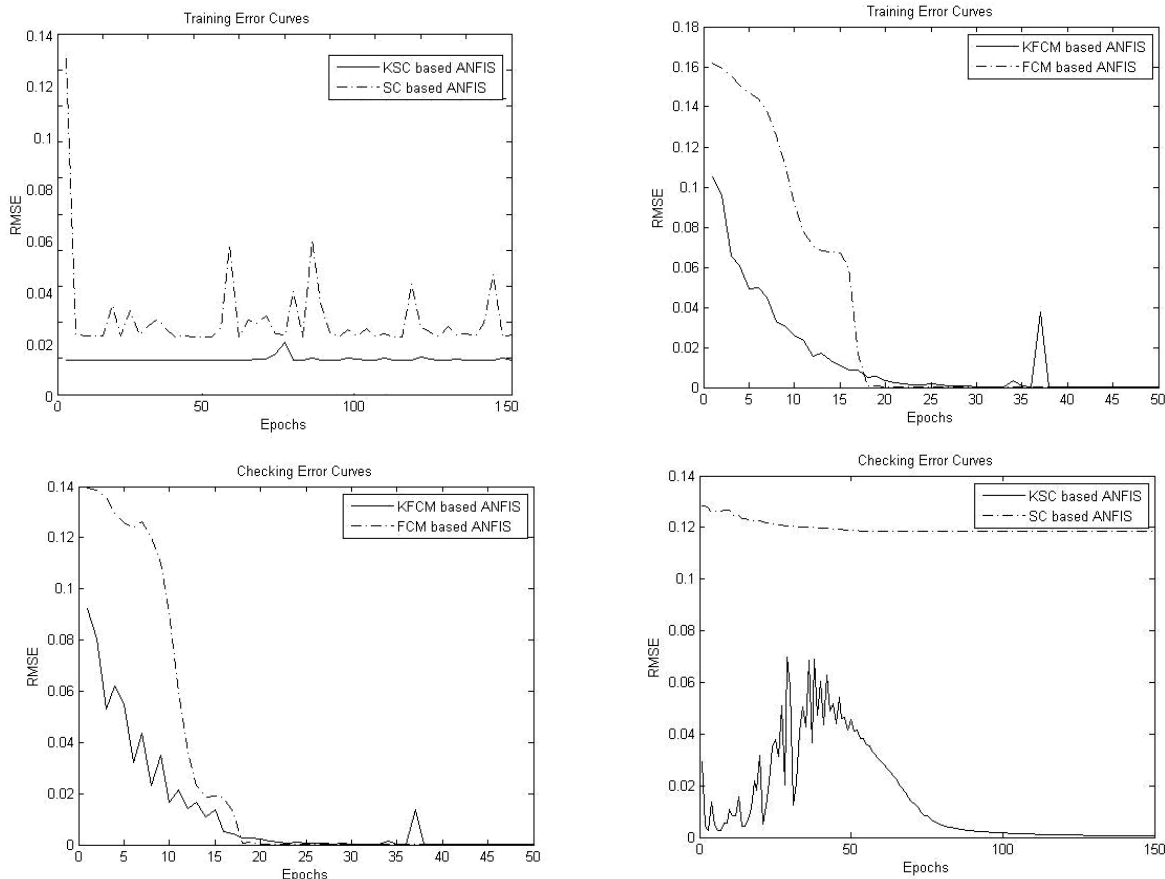 Training Error Curves
0.14
0.12
0.1
0.08
0.06
0.04
0.02
0
RMSE
KSC based ANFIS
SC based ANFIS
0 50 100 150
Epochs
Training Error Curves
0.18
0.16
0.14
0.12
0.1
0.08
0.06
0.04
0.02
0
RMSE
KFCM based ANFIS
FCM based ANFIS
0 5 10 15 20 25 30 35 40 45 50
Epochs
Checking Error Curves
0.14
0.12
0.1
0.08
0.06
0.04
0.02
0
RMSE
KFCM based ANFIS
FCM based ANFIS
0 5 10 15 20 25 30 35 40 45 50
Epochs
Checking Error Curves
0.14
0.12
0.1
0.08
0.06
0.04
0.02
0
RMSE
KSC based ANFIS
SC based ANFIS
0 50 100 150
Epochs